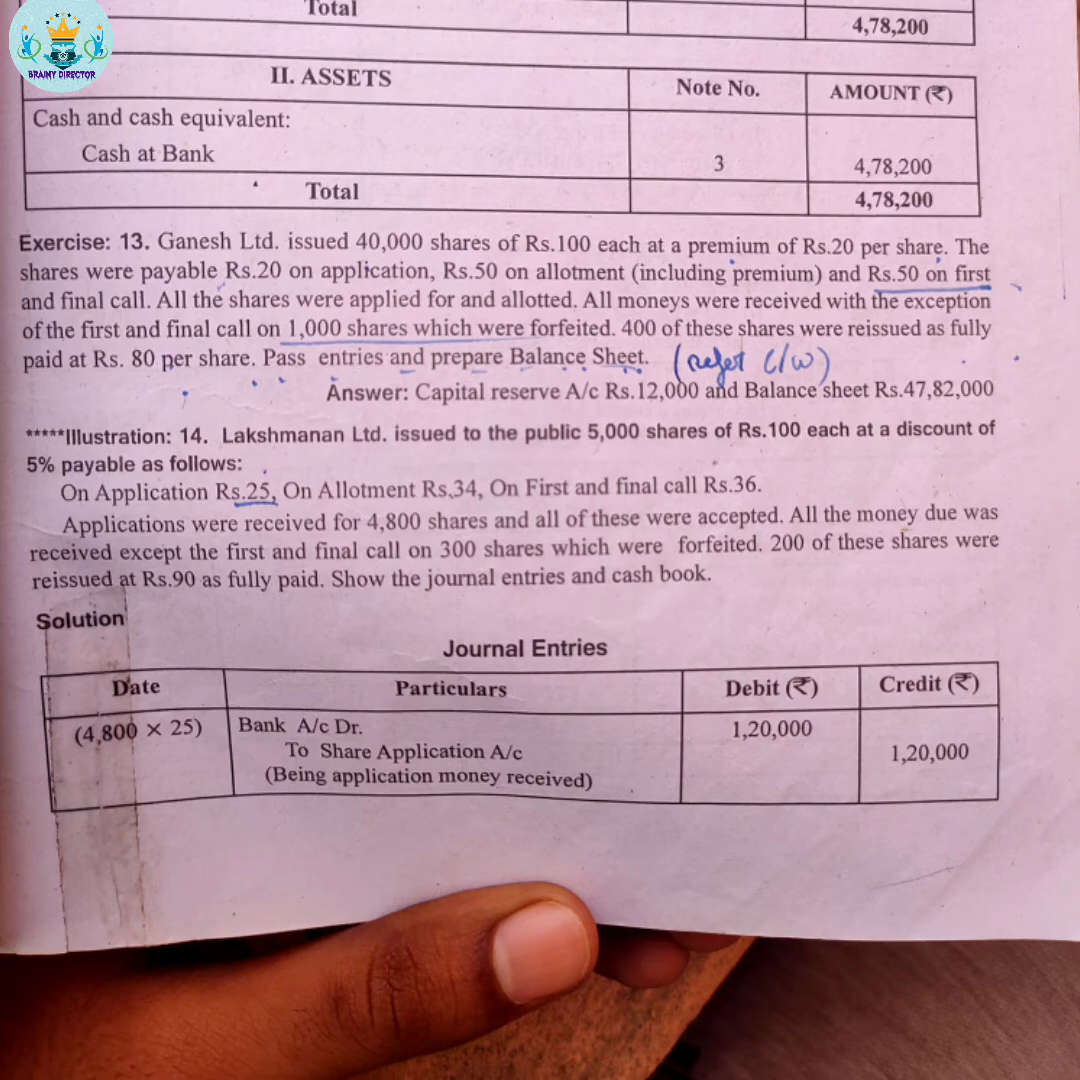 BRAINY DIRECTOR
Total 4,78,200
II. ASSETS Note No. AMOUNT (₹)
Cash and cash equivalent:
Cash at Bank 3 4,78,200
Total 4,78,200
Exercise: 13. Ganesh Ltd. issued 40,000 shares of Rs.100 each at a premium of Rs.20 per share. The
shares were payable Rs.20 on application, Rs.50 on allotment (including premium) and Rs.50 on first
and final call. All the shares were applied for and allotted. All moneys were received with the exception
of the first and final call on 1,000 shares which were forfeited. 400 of these shares were reissued as fully
paid at Rs. 80 per share. Pass entries and prepare Balance Sheet. (refer C/W)
Answer: Capital reserve A/c Rs.12,000 and Balance sheet Rs.47,82,000
*****Illustration: 14. Lakshmanan Ltd. issued to the public 5,000 shares of Rs.100 each at a discount of
5% payable as follows:
On Application Rs.25, On Allotment Rs.34, On First and final call Rs.36.
Applications were received for 4,800 shares and all of these were accepted. All the money due was
received except the first and final call on 300 shares which were forfeited. 200 of these shares were
reissued at Rs.90 as fully paid. Show the journal entries and cash book.
Solution
Journal Entries
Date Particulars Debit (₹) Credit (₹)
(4,800 × 25) Bank A/c Dr. 1,20,000
To Share Application A/c 1,20,000
(Being application money received)